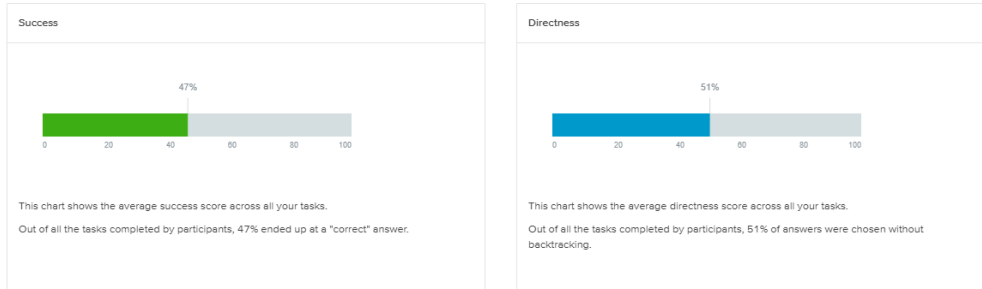 Success
47%
0 20 40 60 80 100
This chart shows the average success score across all your tasks.
Out of all the tasks completed by participants, 47% ended up at a "correct" answer.
Directness
51%
0 20 40 60 80 100
This chart shows the average directness score across all your tasks.
Out of all the tasks completed by participants, 51% of answers were chosen without
backtracking.